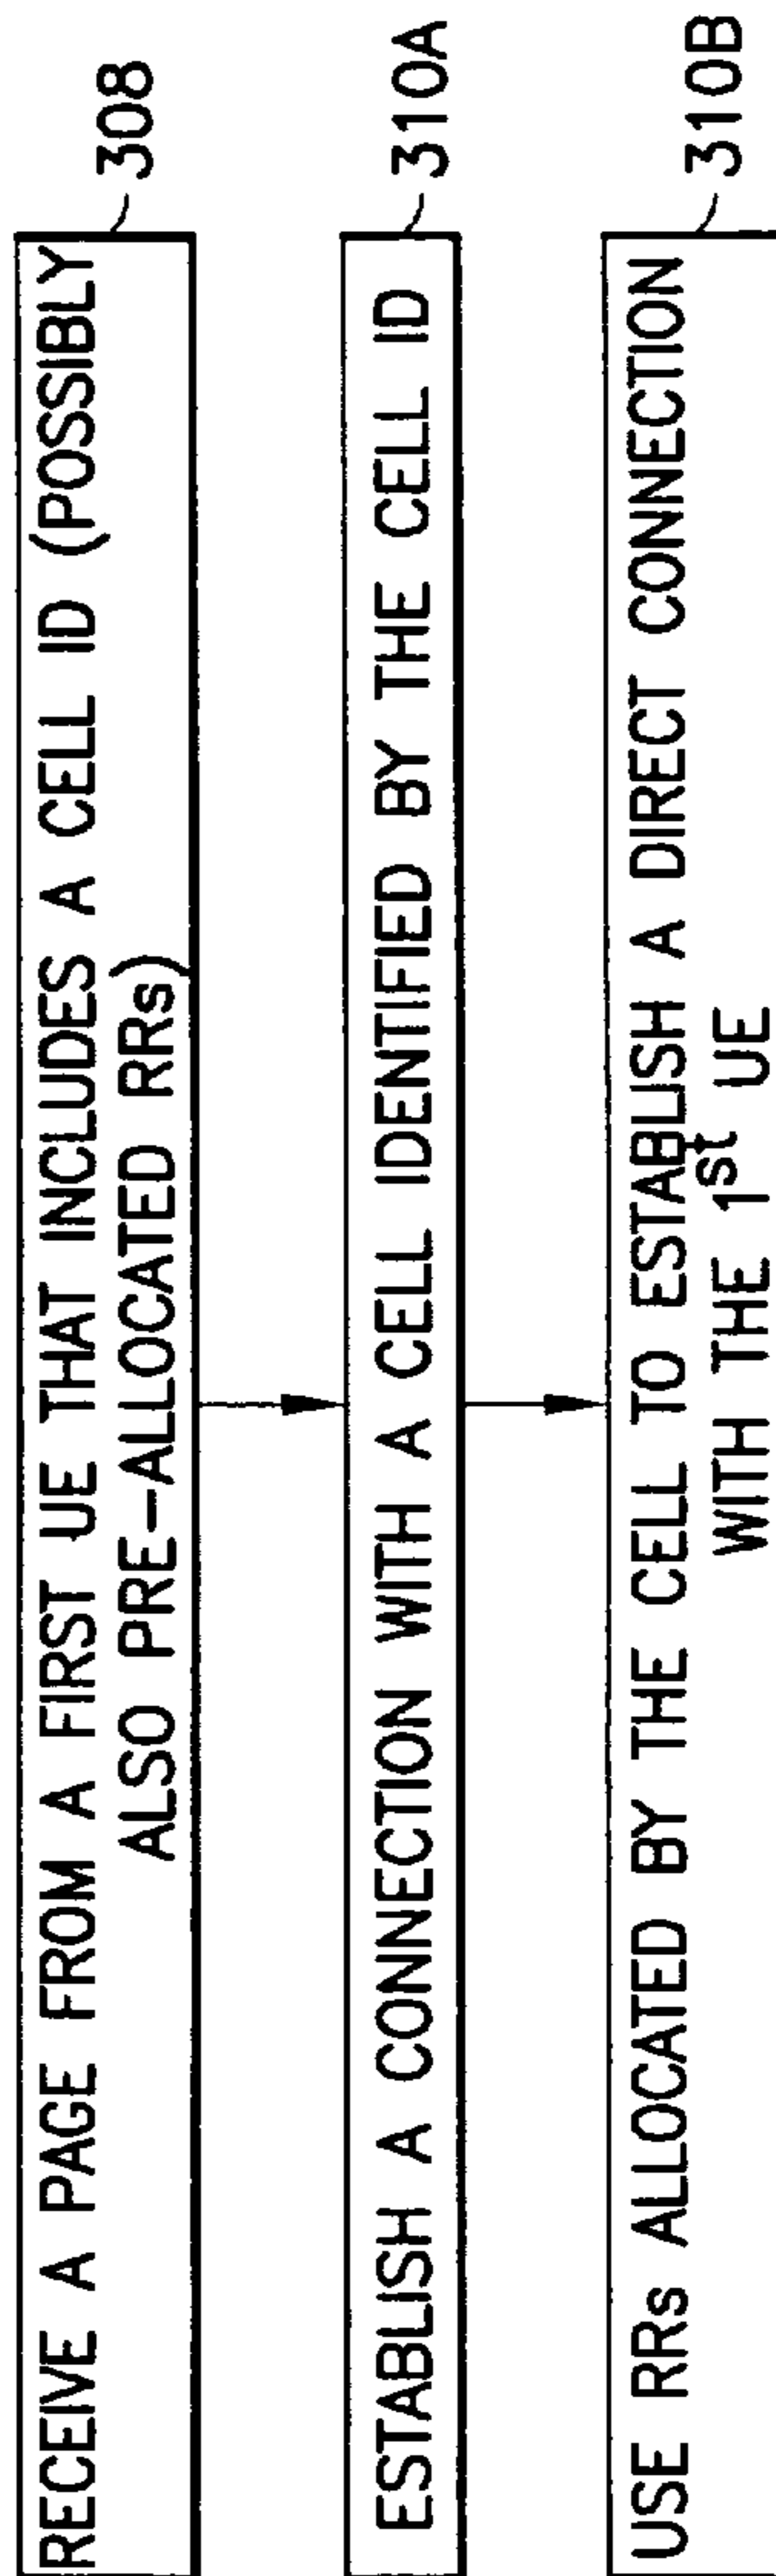 RECEIVE A PAGE FROM A FIRST UE THAT INCLUDES A CELL ID (POSSIBLY
ALSO PRE-ALLOCATED RRs)
308
ESTABLISH A CONNECTION WITH A CELL IDENTIFIED BY THE CELL ID
310A
USE RRs ALLOCATED BY THE CELL TO ESTABLISH A DIRECT CONNECTION
WITH THE 1st UE
310B